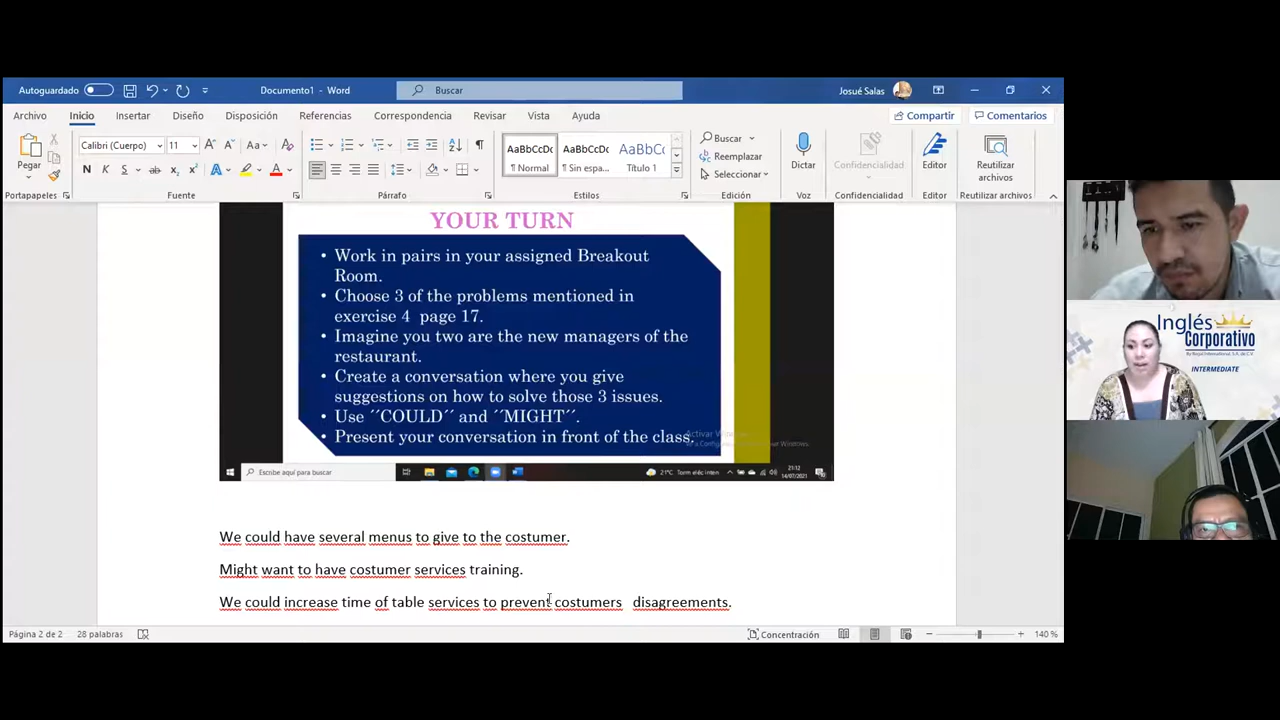 Autoguardado
Documento1 - Word
Buscar
Josué Salas
Archivo Inicio Insertar Diseño Disposición Referencias Correspondencia Revisar Vista Ayuda
Compartir
Comentarios
Pegar
Calibri (Cuerpo) 11
N K S
AaBbCcDc AaBbCcDc AaBbCc
¶ Normal ¶ Sin espa... Título 1
Buscar
Reemplazar
Seleccionar
Dictar
Confidencialidad
Editor
Reutilizar archivos
Portapapeles Fuente Párrafo Estilos Edición Voz Confidencialidad Editor Reutilizar archivos
YOUR TURN
• Work in pairs in your assigned Breakout
Room.
• Choose 3 of the problems mentioned in
exercise 4 page 17.
• Imagine you two are the new managers of the
restaurant.
• Create a conversation where you give
suggestions on how to solve those 3 issues.
• Use ´´COULD´´ and ´´MIGHT´´.
• Present your conversation in front of the class.
Escribe aquí para buscar
21°C
21:12
14/07/2021
We could have several menus to give to the costumer.
Might want to have costumer services training.
We could increase time of table services to prevent costumers disagreements.
Página 2 de 2 28 palabras
Concentración
140 %
Inglés
Corporativo
INTERMEDIATE